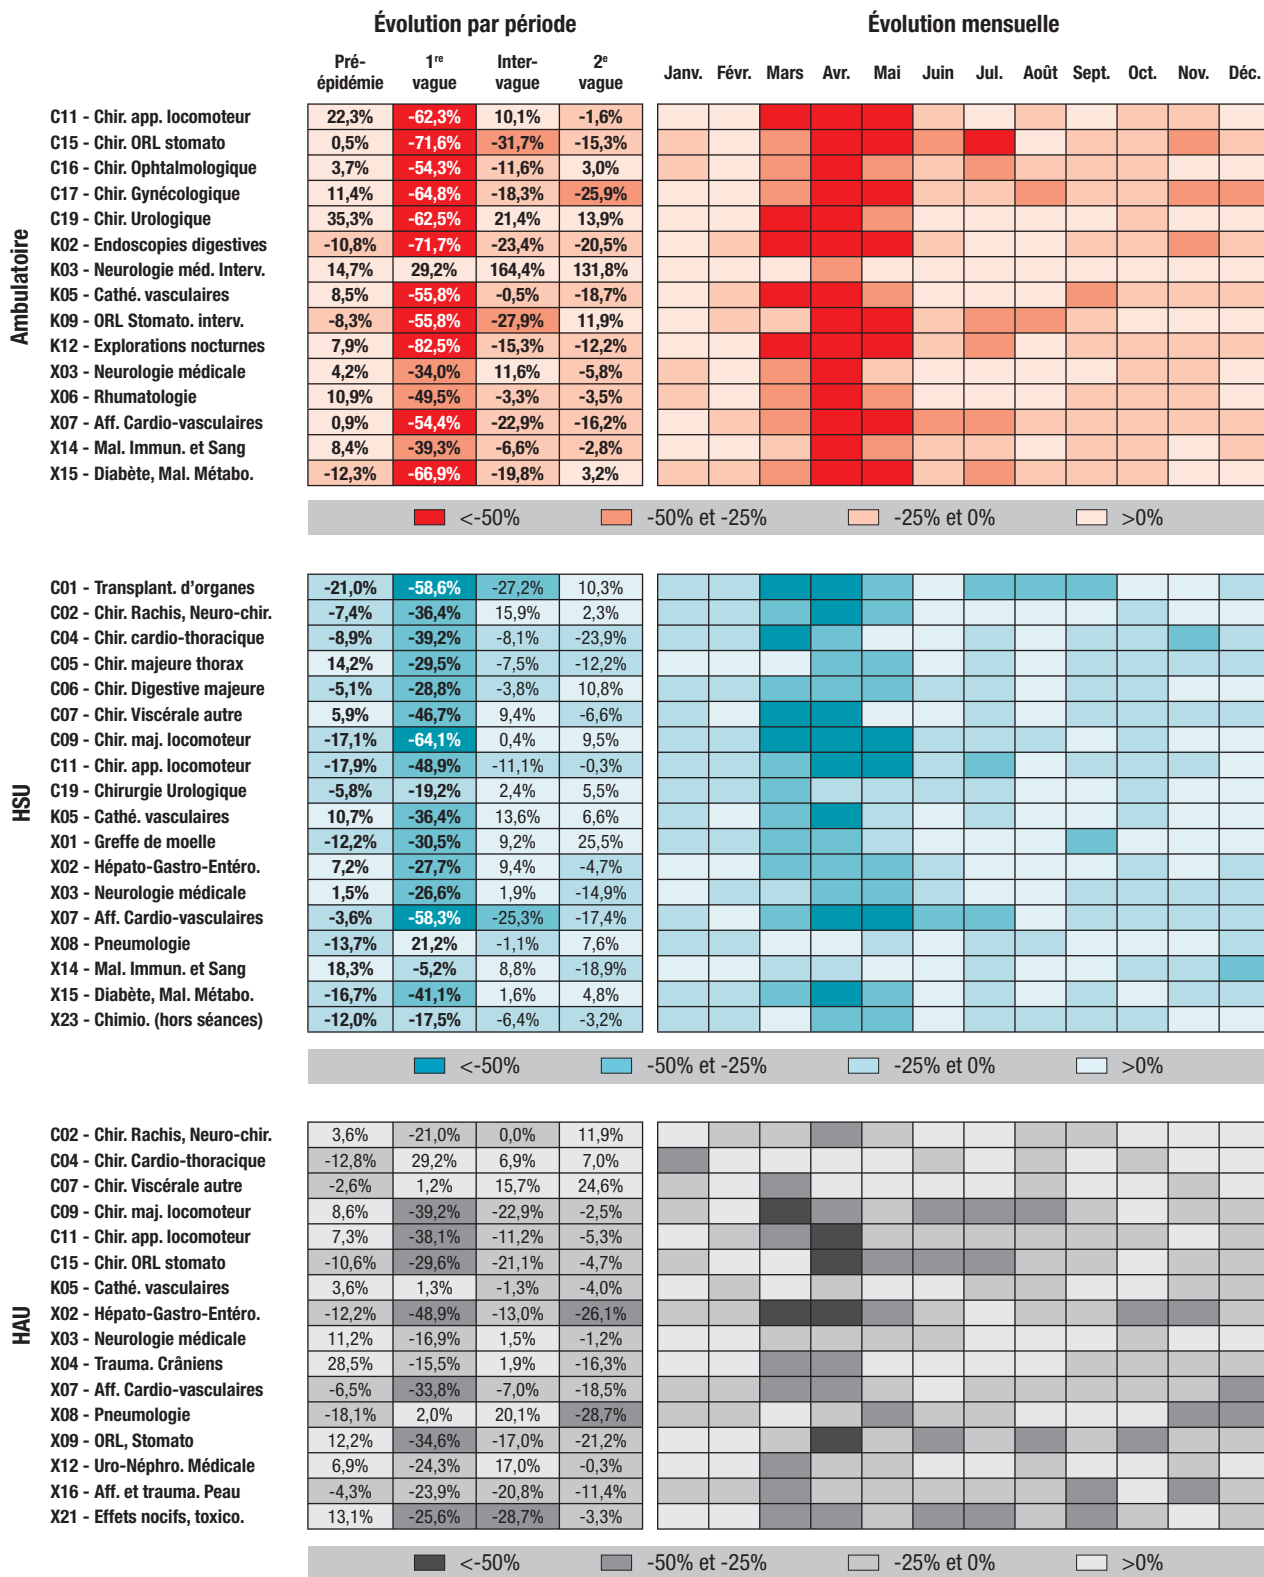 Évolution par période Évolution mensuelle
Pré-épidémie 1re vague Inter-vague 2e vague Janv. Févr. Mars Avr. Mai Juin Jul. Août Sept. Oct. Nov. Déc.
Ambulatoire
C11 - Chir. app. locomoteur 22,3% -62,3% 10,1% -1,6%
C15 - Chir. ORL stomato 0,5% -71,6% -31,7% -15,3%
C16 - Chir. Ophtalmologique 3,7% -54,3% -11,6% 3,0%
C17 - Chir. Gynécologique 11,4% -64,8% -18,3% -25,9%
C19 - Chir. Urologique 35,3% -62,5% 21,4% 13,9%
K02 - Endoscopies digestives -10,8% -71,7% -23,4% -20,5%
K03 - Neurologie méd. Interv. 14,7% 29,2% 164,4% 131,8%
K05 - Cathé. vasculaires 8,5% -55,8% -0,5% -18,7%
K09 - ORL Stomato. interv. -8,3% -55,8% -27,9% 11,9%
K12 - Explorations nocturnes 7,9% -82,5% -15,3% -12,2%
X03 - Neurologie médicale 4,2% -34,0% 11,6% -5,8%
X06 - Rhumatologie 10,9% -49,5% -3,3% -3,5%
X07 - Aff. Cardio-vasculaires 0,9% -54,4% -22,9% -16,2%
X14 - Mal. Immun. et Sang 8,4% -39,3% -6,6% -2,8%
X15 - Diabète, Mal. Métabo. -12,3% -66,9% -19,8% 3,2%
<-50% -50% et -25% -25% et 0% >0%
HSU
C01 - Transplant. d'organes -21,0% -58,6% -27,2% 10,3%
C02 - Chir. Rachis, Neuro-chir. -7,4% -36,4% 15,9% 2,3%
C04 - Chir. cardio-thoracique -8,9% -39,2% -8,1% -23,9%
C05 - Chir. majeure thorax 14,2% -29,5% -7,5% -12,2%
C06 - Chir. Digestive majeure -5,1% -28,8% -3,8% 10,8%
C07 - Chir. Viscérale autre 5,9% -46,7% 9,4% -6,6%
C09 - Chir. maj. locomoteur -17,1% -64,1% 0,4% 9,5%
C11 - Chir. app. locomoteur -17,9% -48,9% -11,1% -0,3%
C19 - Chirurgie Urologique -5,8% -19,2% 2,4% 5,5%
K05 - Cathé. vasculaires 10,7% -36,4% 13,6% 6,6%
X01 - Greffe de moelle -12,2% -30,5% 9,2% 25,5%
X02 - Hépato-Gastro-Entéro. 7,2% -27,7% 9,4% -4,7%
X03 - Neurologie médicale 1,5% -26,6% 1,9% -14,9%
X07 - Aff. Cardio-vasculaires -3,6% -58,3% -25,3% -17,4%
X08 - Pneumologie -13,7% 21,2% -1,1% 7,6%
X14 - Mal. Immun. et Sang 18,3% -5,2% 8,8% -18,9%
X15 - Diabète, Mal. Métabo. -16,7% -41,1% 1,6% 4,8%
X23 - Chimio. (hors séances) -12,0% -17,5% -6,4% -3,2%
<-50% -50% et -25% -25% et 0% >0%
HAU
C02 - Chir. Rachis, Neuro-chir. 3,6% -21,0% 0,0% 11,9%
C04 - Chir. Cardio-thoracique -12,8% 29,2% 6,9% 7,0%
C07 - Chir. Viscérale autre -2,6% 1,2% 15,7% 24,6%
C09 - Chir. maj. locomoteur 8,6% -39,2% -22,9% -2,5%
C11 - Chir. app. locomoteur 7,3% -38,1% -11,2% -5,3%
C15 - Chir. ORL stomato -10,6% -29,6% -21,1% -4,7%
K05 - Cathé. vasculaires 3,6% 1,3% -1,3% -4,0%
X02 - Hépato-Gastro-Entéro. -12,2% -48,9% -13,0% -26,1%
X03 - Neurologie médicale 11,2% -16,9% 1,5% -1,2%
X04 - Trauma. Crâniens 28,5% -15,5% 1,9% -16,3%
X07 - Aff. Cardio-vasculaires -6,5% -33,8% -7,0% -18,5%
X08 - Pneumologie -18,1% 2,0% 20,1% -28,7%
X09 - ORL, Stomato 12,2% -34,6% -17,0% -21,2%
X12 - Uro-Néphro. Médicale 6,9% -24,3% 17,0% -0,3%
X16 - Aff. et trauma. Peau -4,3% -23,9% -20,8% -11,4%
X21 - Effets nocifs, toxico. 13,1% -25,6% -28,7% -3,3%
<-50% -50% et -25% -25% et 0% >0%